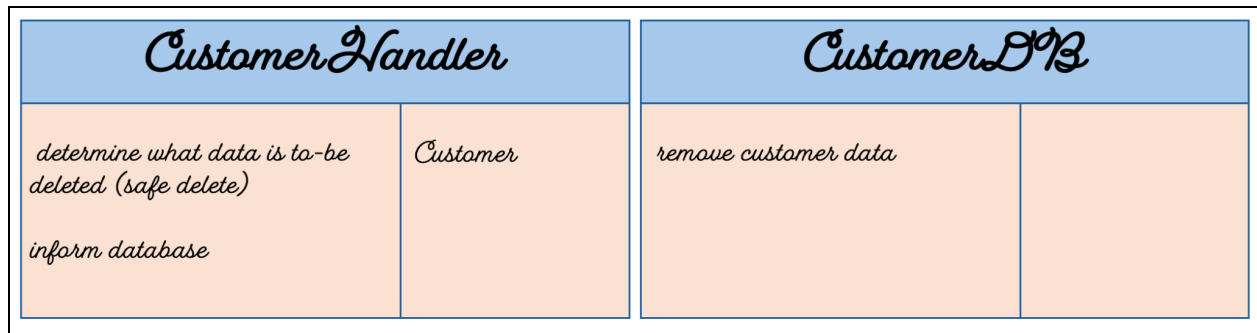 CustomerHandler
CustomerDB
determine what data is to-be
deleted (safe delete)
inform database
Customer
remove customer data